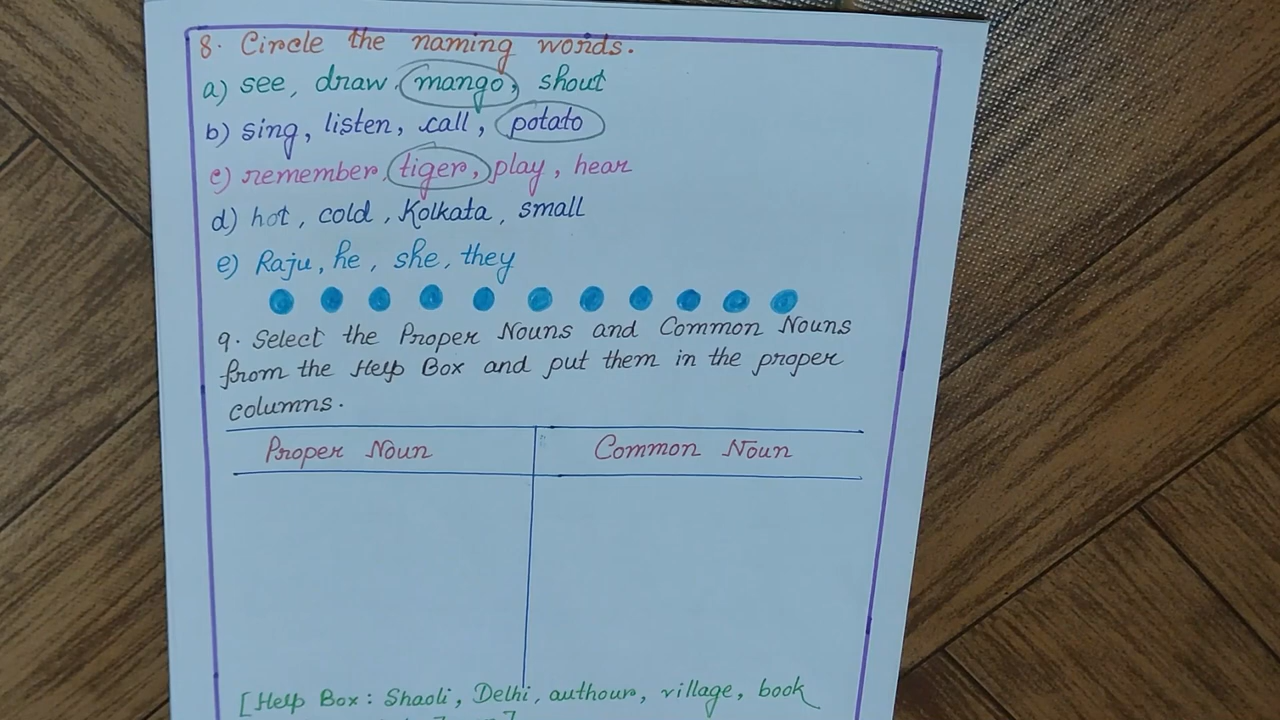 8. Circle the naming words.
a) see, draw, mango, shout
b) sing, listen, call, potato
c) remember, tiger, play, hear
d) hot, cold, Kolkata, small
e) Raju, he, she, they
9. Select the Proper Nouns and Common Nouns
from the Help Box and put them in the proper
columns.
Proper Noun Common Noun
[Help Box: Shaoli, Delhi, authour, village, book